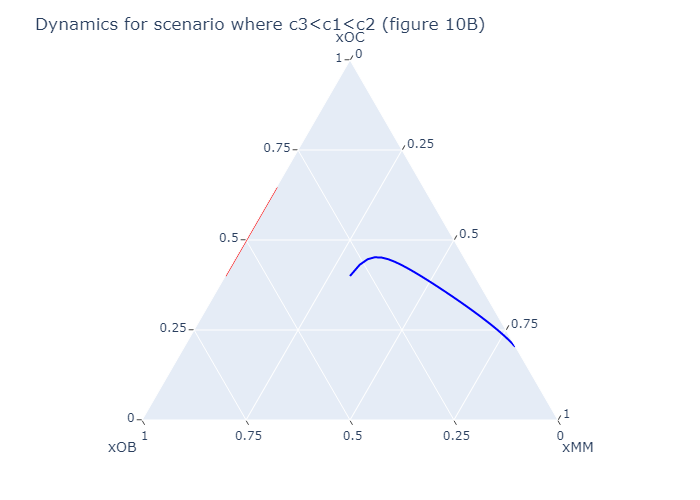 Dynamics for scenario where c3<c1<c2 (figure 10B)
xOC
1 0
0.75 0.25
0.5 0.5
0.25 0.75
0 1
1 0.75 0.5 0.25 0
xOB xMM